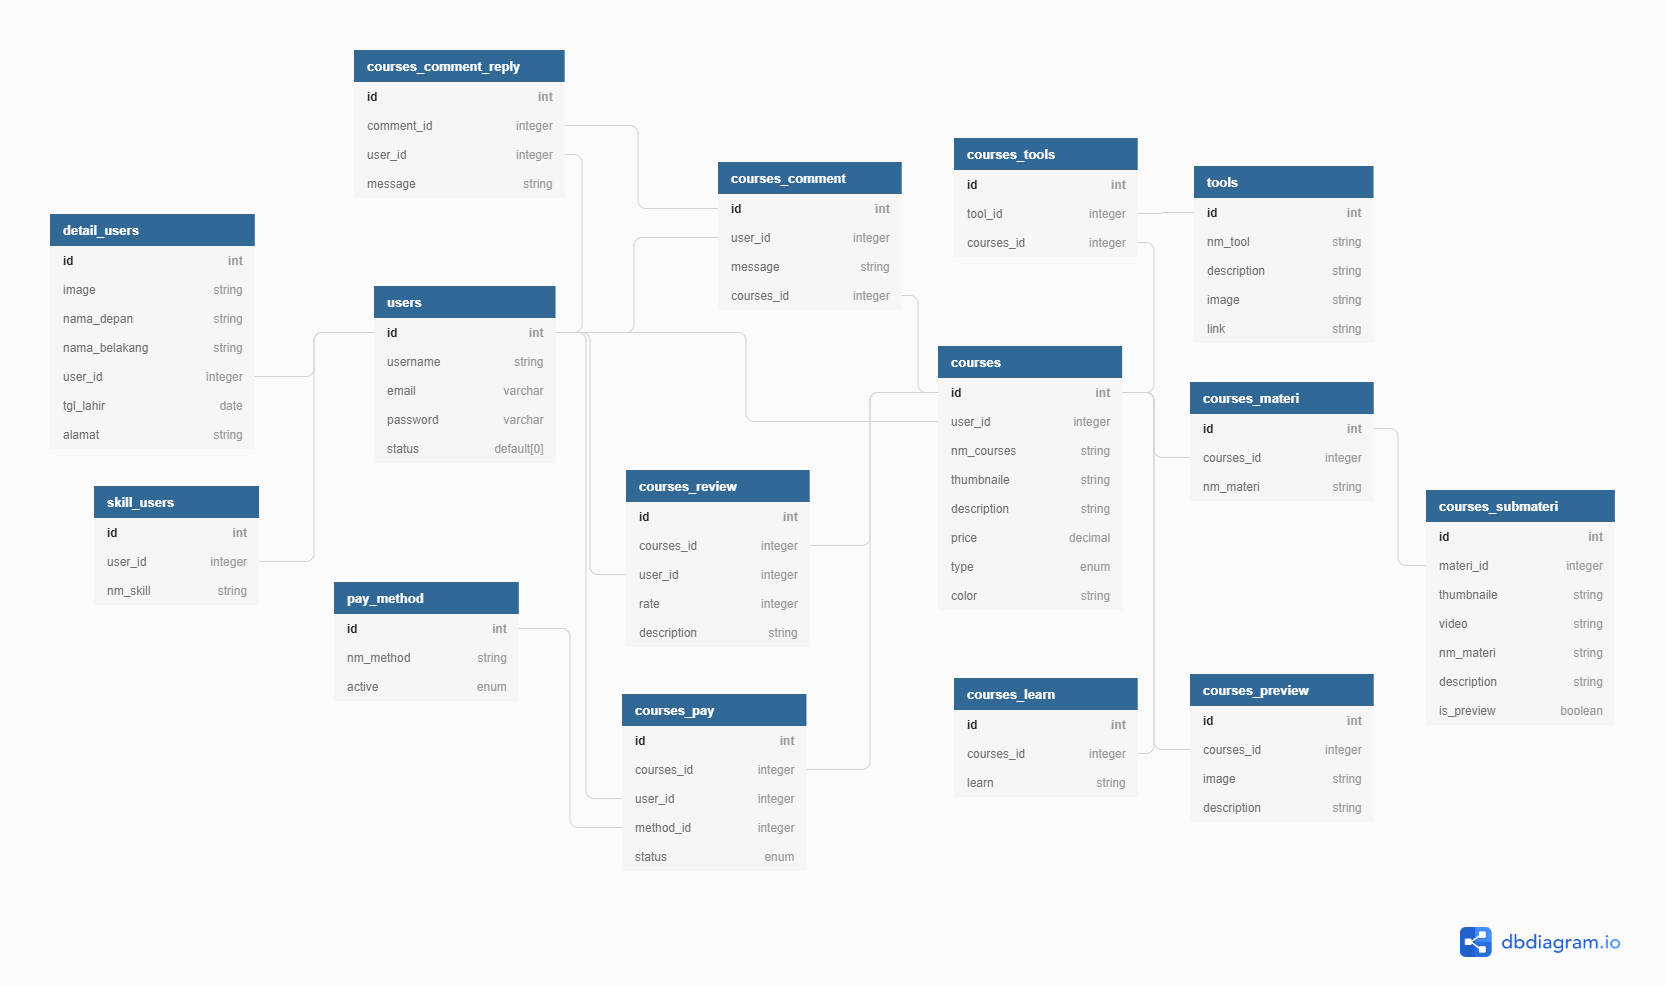 courses_comment_reply
id int
comment_id integer
user_id integer
message string
courses_comment
id int
user_id integer
message string
courses_id integer
courses_tools
id int
tool_id integer
courses_id integer
tools
id int
nm_tool string
description string
image string
link string
detail_users
id int
image string
nama_depan string
nama_belakang string
user_id integer
tgl_lahir date
alamat string
users
id int
username string
email varchar
password varchar
status default[0]
courses
id int
user_id integer
nm_courses string
thumbnaile string
description string
price decimal
type enum
color string
courses_materi
id int
courses_id integer
nm_materi string
skill_users
id int
user_id integer
nm_skill string
courses_review
id int
courses_id integer
user_id integer
rate integer
description string
courses_submateri
id int
materi_id integer
thumbnaile string
video string
nm_materi string
description string
is_preview boolean
pay_method
id int
nm_method string
active enum
courses_pay
id int
courses_id integer
user_id integer
method_id integer
status enum
courses_learn
id int
courses_id integer
learn string
courses_preview
id int
courses_id integer
image string
description string
dbdiagram.io